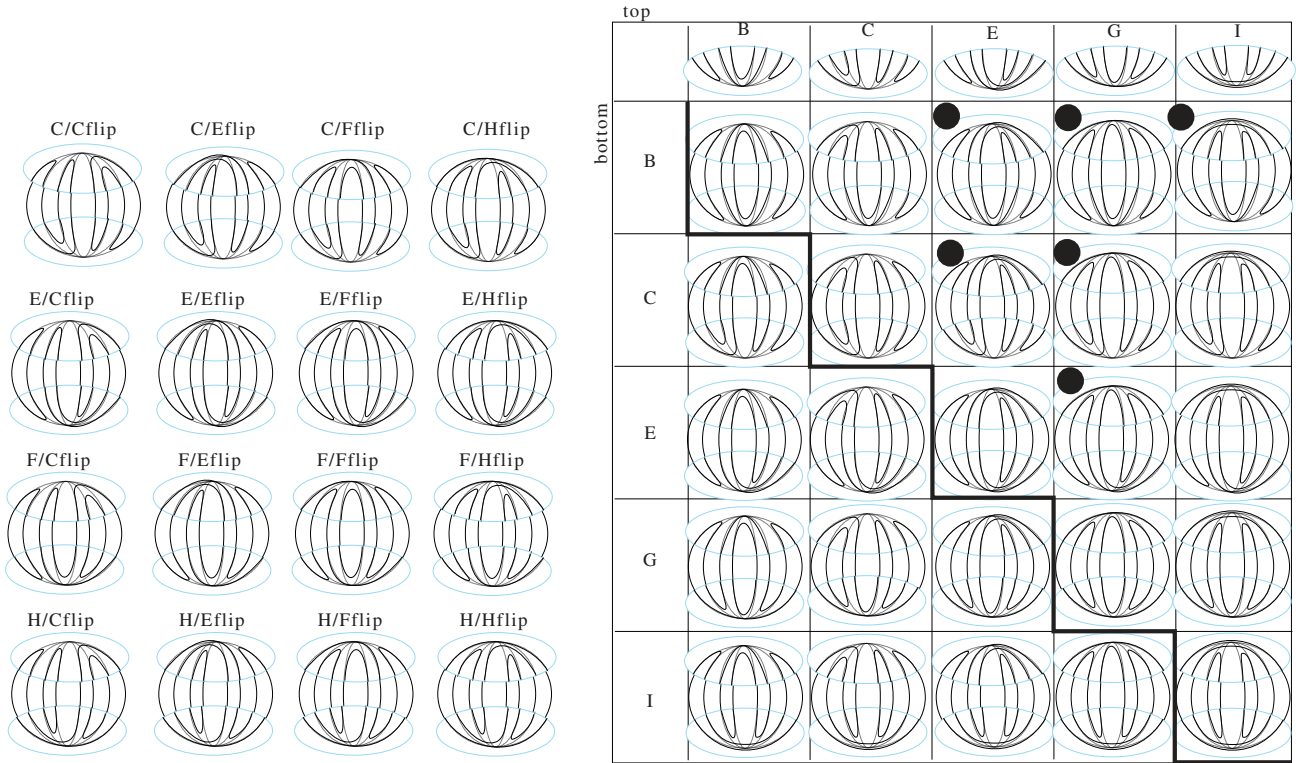 C/Cflip C/Eflip C/Fflip C/Hflip
E/Cflip E/Eflip E/Fflip E/Hflip
F/Cflip F/Eflip F/Fflip F/Hflip
H/Cflip H/Eflip H/Fflip H/Hflip
top
B C E G I
bottom
B
C
E
G
I